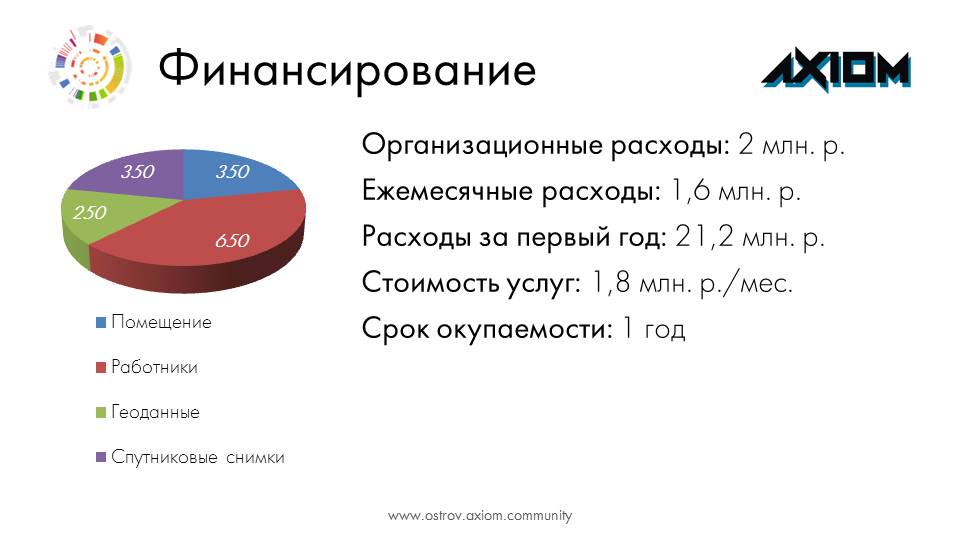 Финансирование
AXIOM
350
350
250
650
Помещение
Работники
Геоданные
Спутниковые снимки
Организационные расходы: 2 млн. р.
Ежемесячные расходы: 1,6 млн. р.
Расходы за первый год: 21,2 млн. р.
Стоимость услуг: 1,8 млн. р./мес.
Срок окупаемости: 1 год
www.ostrov.axiom.community